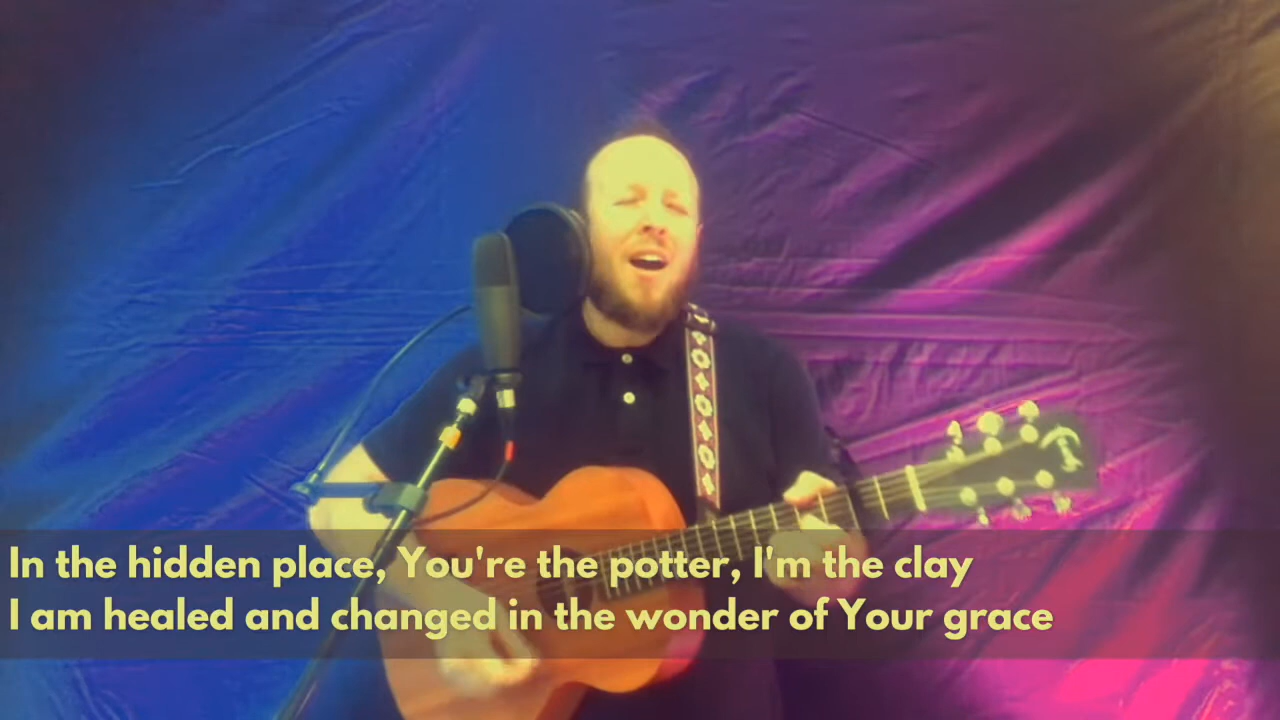 In the hidden place, You're the potter, I'm the clay
I am healed and changed in the wonder of Your grace